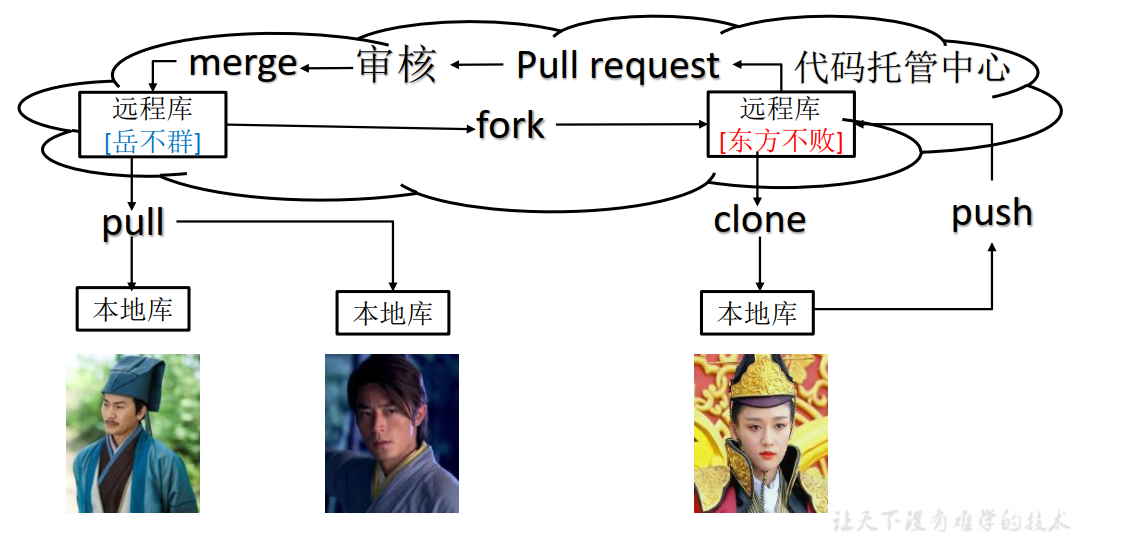 merge
审核
Pull request
代码托管中心
远程库
[岳不群]
fork
远程库
[东方不败]
pull
clone
push
本地库
本地库
本地库
让天下没有难学的技术